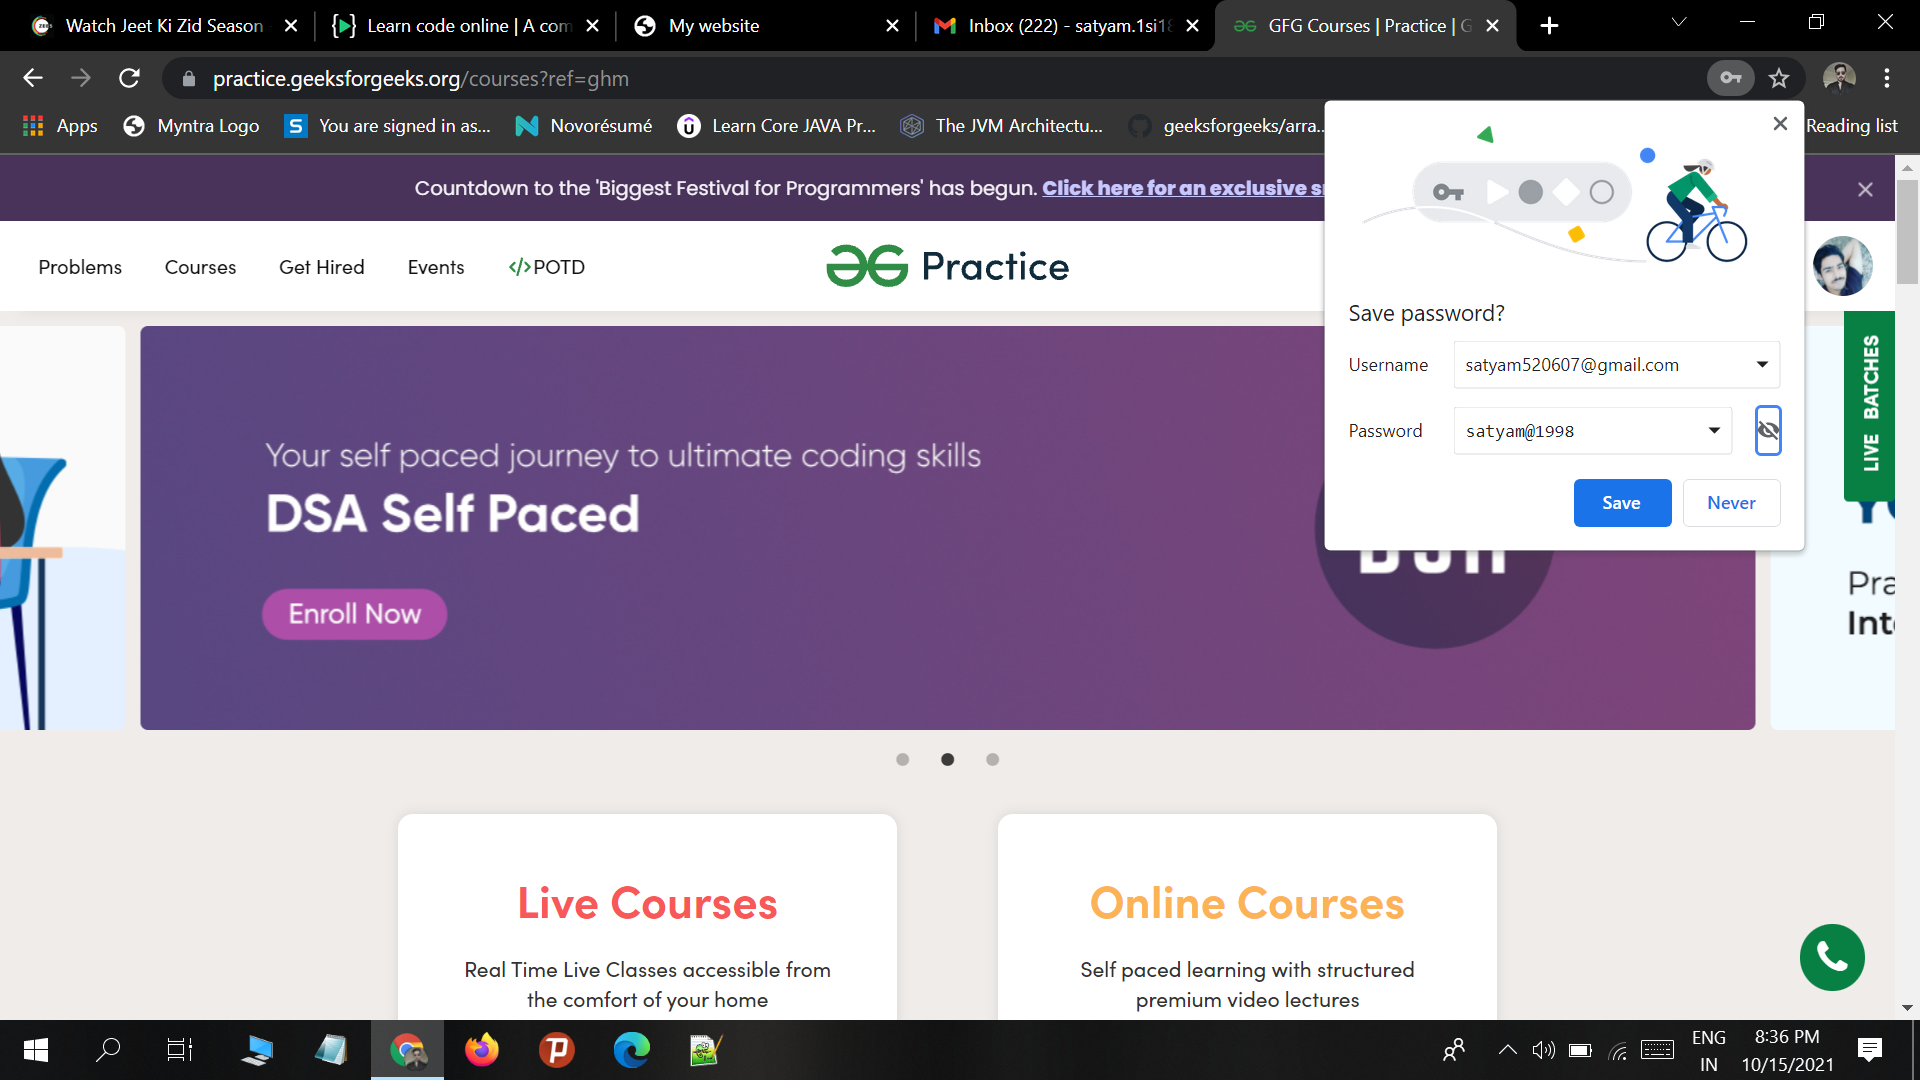 Watch Jeet Ki Zid Season
Learn code online | A com
My website
Inbox (222) - satyam.1si18
GFG Courses | Practice | G
practice.geeksforgeeks.org/courses?ref=ghm
Apps
Myntra Logo
You are signed in as...
Novorésumé
Learn Core JAVA Pr...
The JVM Architectu...
geeksforgeeks/arra...
Reading list
Countdown to the 'Biggest Festival for Programmers' has begun. Click here for an exclusive s
Problems
Courses
Get Hired
Events
</>POTD
Practice
Save password?
Username
satyam520607@gmail.com
Password
satyam@1998
Save
Never
LIVE BATCHES
Your self paced journey to ultimate coding skills
DSA Self Paced
Enroll Now
DSA
Pra
Inte
Live Courses
Real Time Live Classes accessible from
the comfort of your home
Online Courses
Self paced learning with structured
premium video lectures
ENG
IN
8:36 PM
10/15/2021